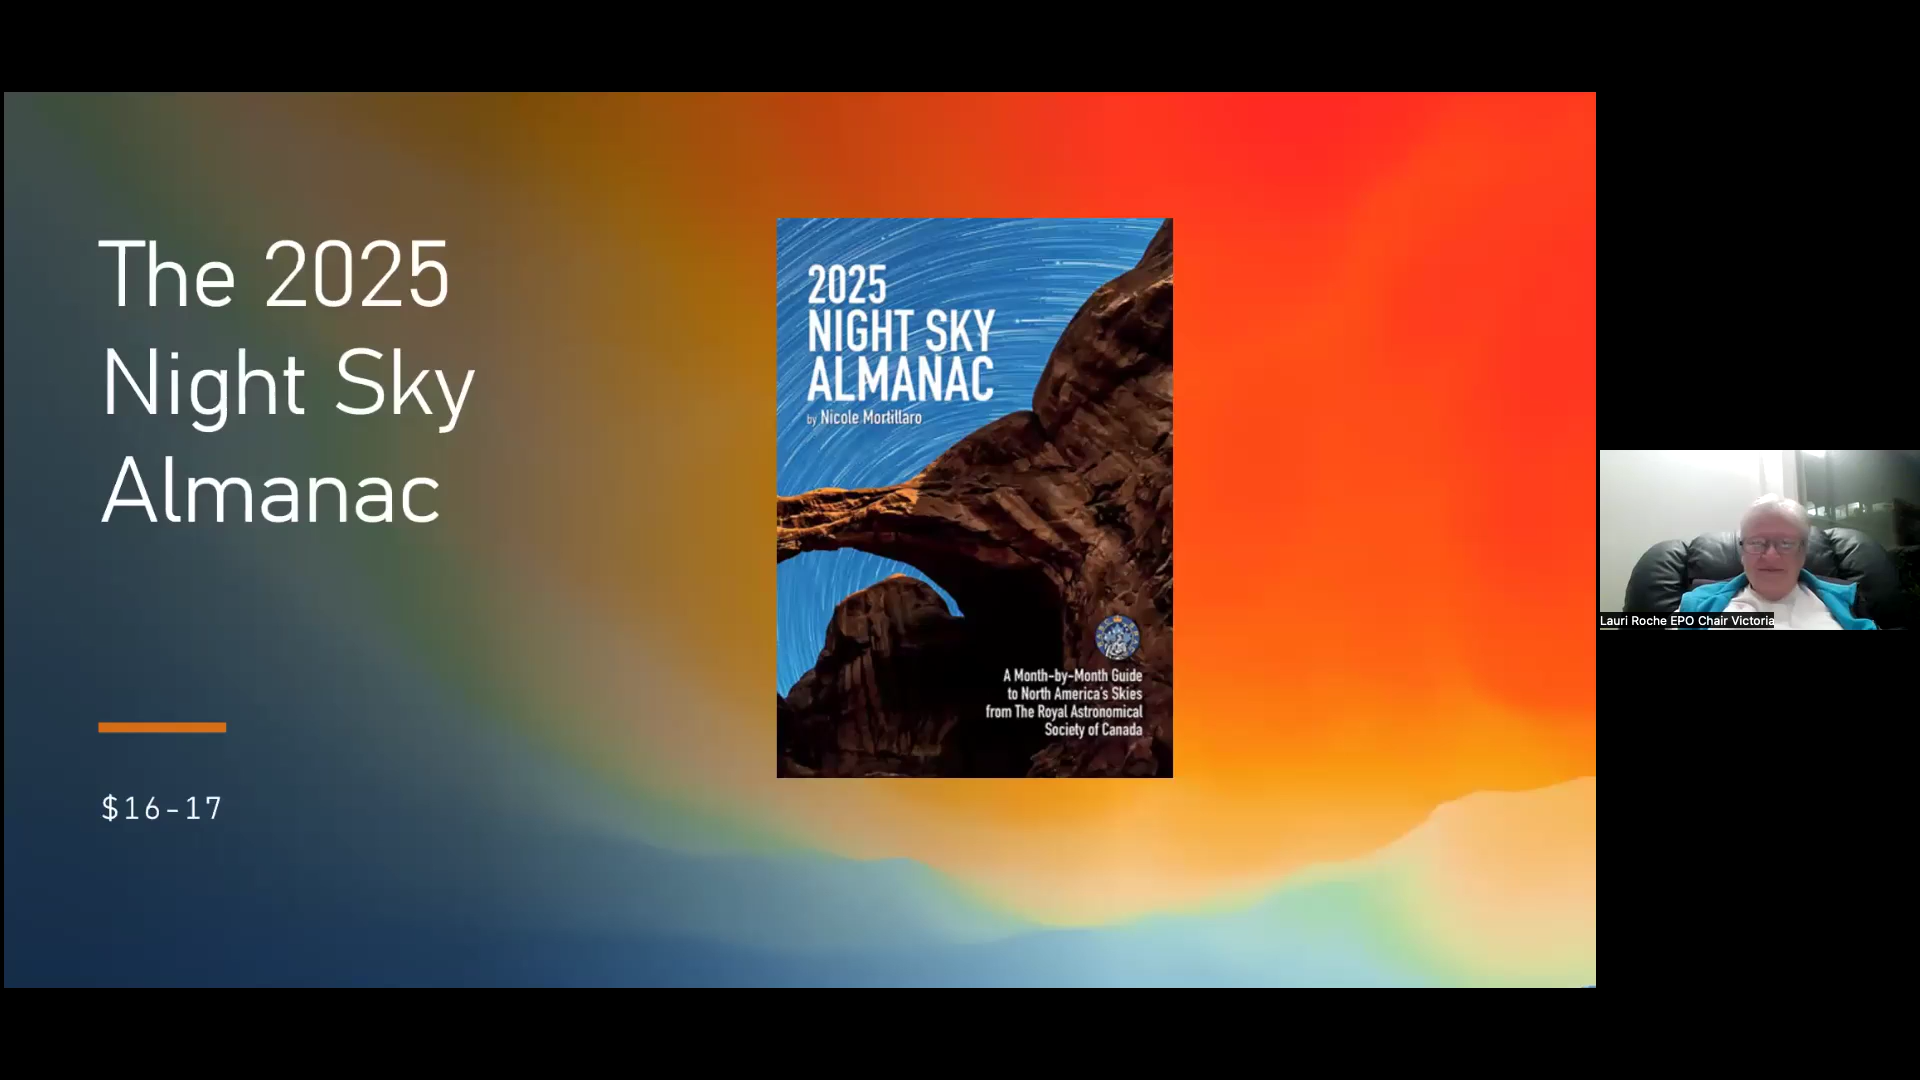 The 2025
Night Sky
Almanac
$16-17
2025
NIGHT SKY
ALMANAC
by Nicole Mortillaro
A Month-by-Month Guide
to North America's Skies
from The Royal Astronomical
Society of Canada
Lauri Roche EPO Chair Victoria